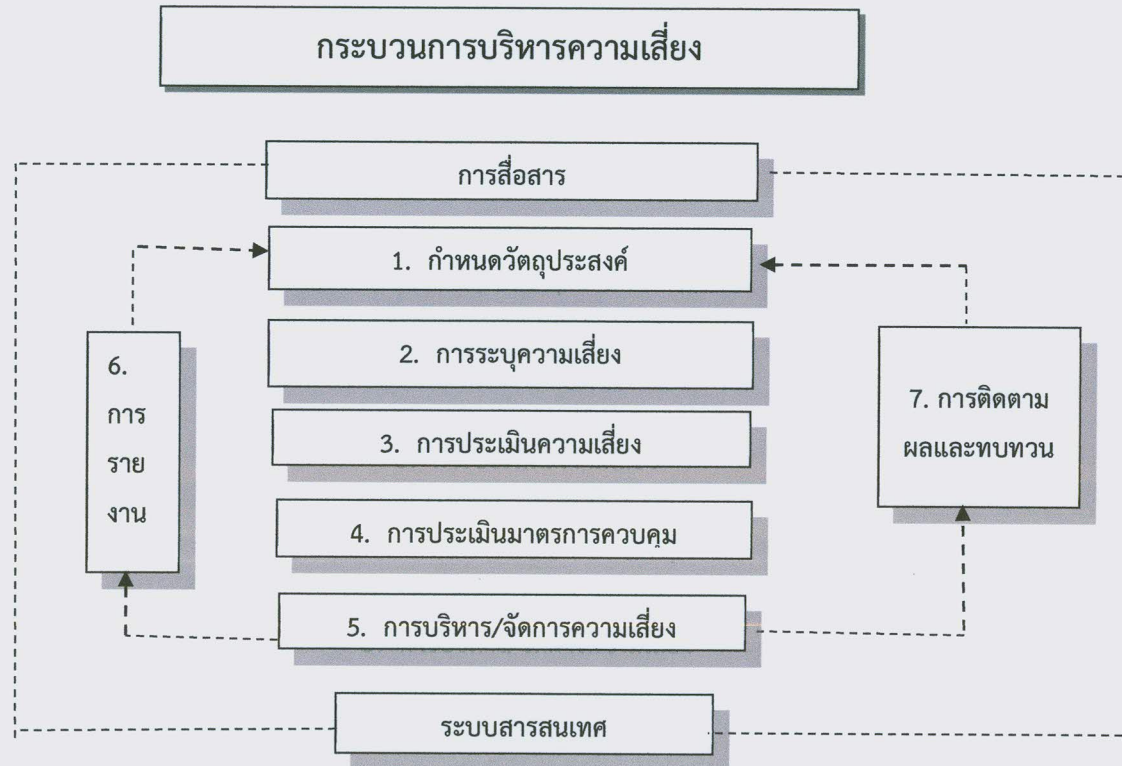 กระบวนการบริหารความเสี่ยง
การสื่อสาร
1. กำหนดวัตถุประสงค์
2. การระบุความเสี่ยง
3. การประเมินความเสี่ยง
4. การประเมินมาตรการควบคุม
5. การบริหาร/จัดการความเสี่ยง
6.
การ
ราย
งาน
7. การติดตาม
ผลและทบทวน
ระบบสารสนเทศ